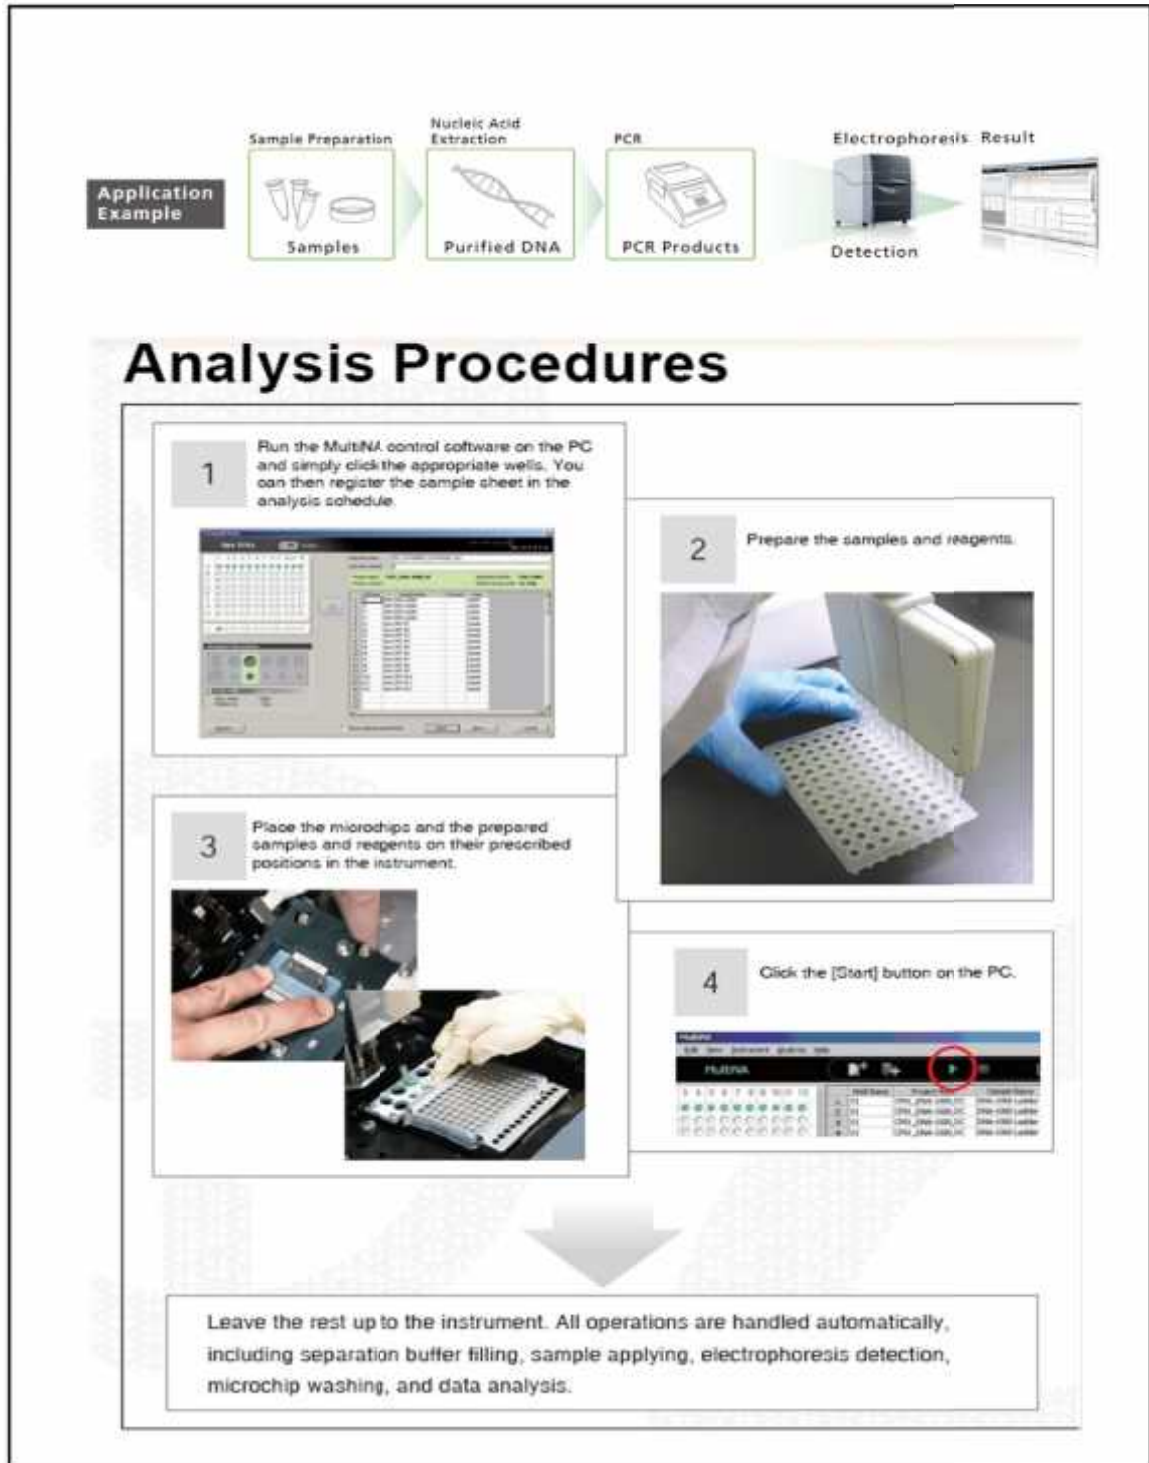 Sample Preparation
Nucleic Acid
Extraction
PCR
Electrophoresis Result
Application
Example
Samples
Purified DNA
PCR Products
Detection
Analysis Procedures
1
Run the MultiNA control software on the PC
and simply click the appropriate wells. You
can then register the sample sheet in the
analysis schedule.
2
Prepare the samples and reagents.
3
Place the microchips and the prepared
samples and reagents on their prescribed
positions in the instrument.
4
Click the [Start] button on the PC.
MultiNA
Leave the rest up to the instrument. All operations are handled automatically,
including separation buffer filling, sample applying, electrophoresis detection,
microchip washing, and data analysis.